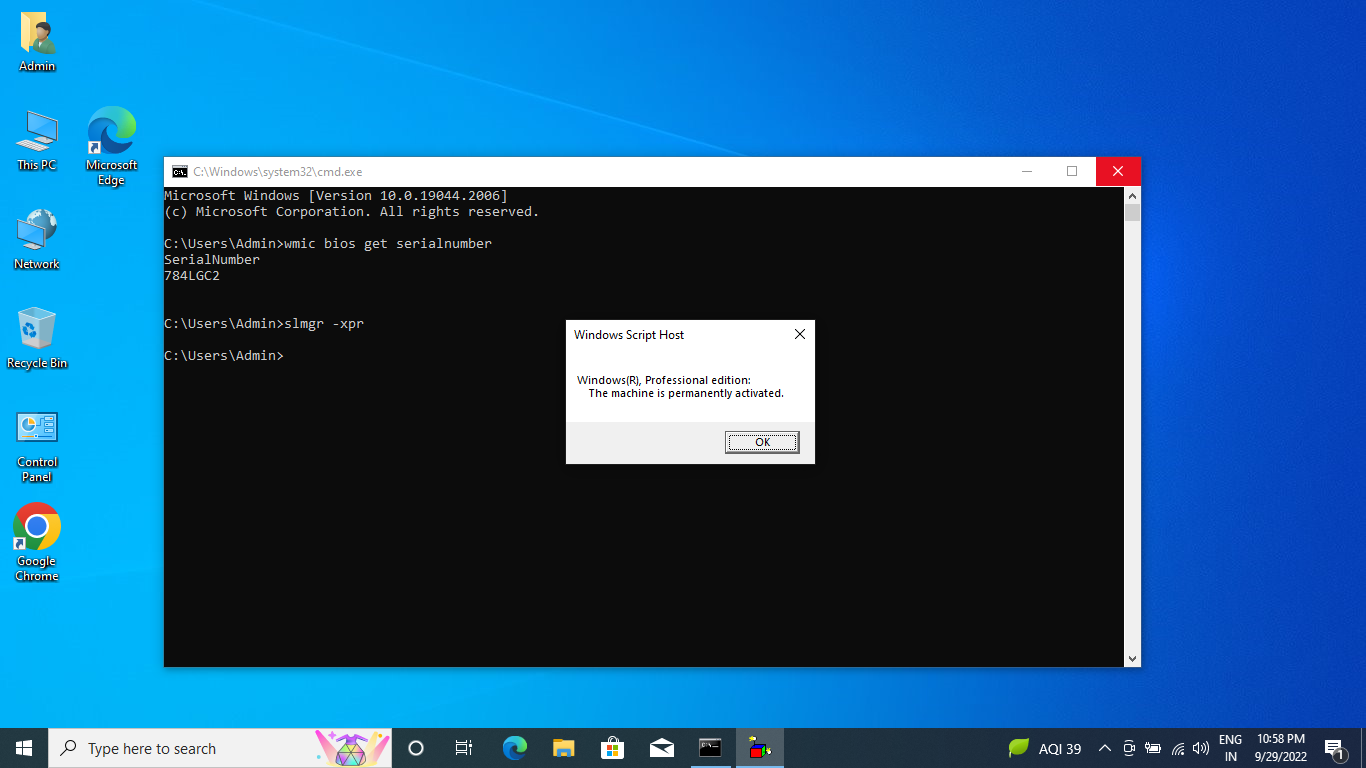 Admin
This PC
Microsoft
Edge
Network
Recycle Bin
Control
Panel
Google
Chrome
C:\Windows\system32\cmd.exe
Microsoft Windows [Version 10.0.19044.2006]
(c) Microsoft Corporation. All rights reserved.
C:\Users\Admin>wmic bios get serialnumber
SerialNumber
784LGC2
C:\Users\Admin>slmgr -xpr
C:\Users\Admin>
Windows Script Host
Windows(R), Professional edition:
The machine is permanently activated.
OK
Type here to search
AQI 39
ENG
IN
10:58 PM
9/29/2022
1